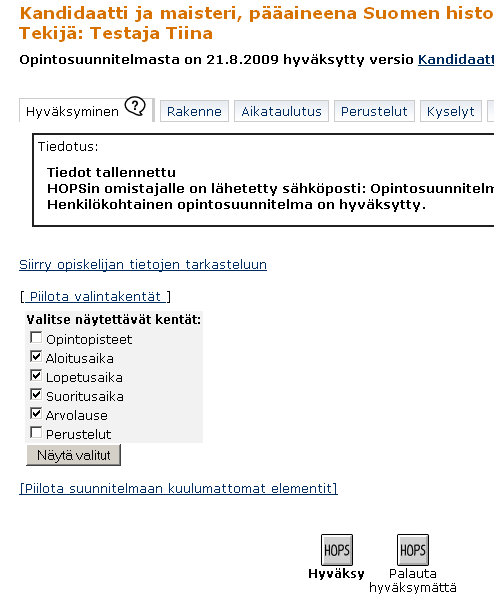 Kandidaatti ja maisteri, pääaineena Suomen histo
Tekijä: Testaja Tiina
Opintosuunnitelmasta on 21.8.2009 hyväksytty versio Kandidaatt
Hyväksyminen ? Rakenne Aikataulutus Perustelut Kyselyt
Tiedotus:
Tiedot tallennettu
HOPSin omistajalle on lähetetty sähköposti: Opintosuunniteln
Henkilökohtainen opintosuunnitelma on hyväksytty.
Siirry opiskelijan tietojen tarkasteluun
[ Piilota valintakentät ]
Valitse näytettävät kentät:
Opintopisteet
Aloitusaika
Lopetusaika
Suoritusaika
Arvolause
Perustelut
Näytä valitut
[Piilota suunnitelmaan kuulumattomat elementit]
HOPS HOPS
Hyväksy Palauta
hyväksymättä